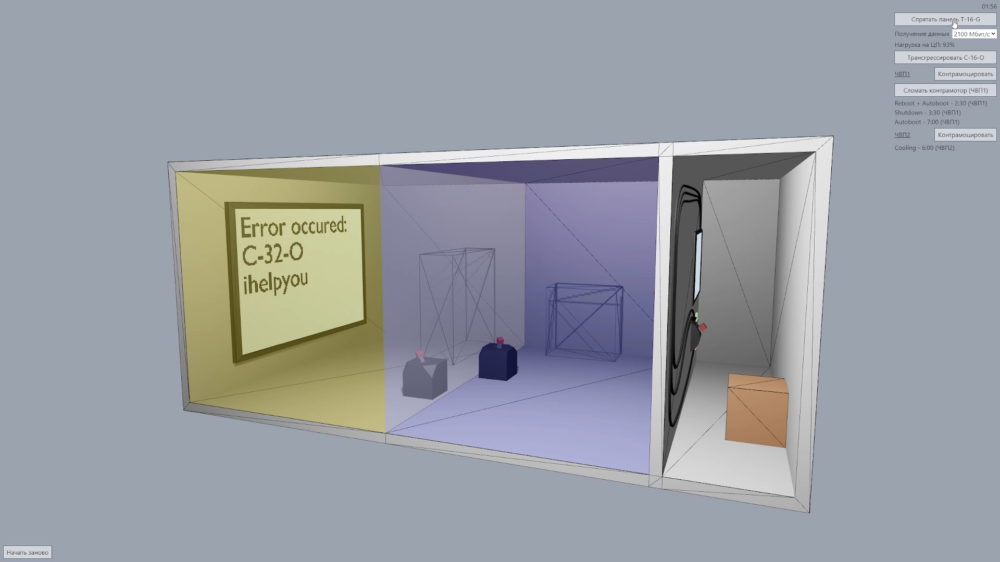 01:56
Спрятать панель T-16-G
Получение данных 2100 Мбит/с
Нагрузка на ЦП: 93%
Трансгрессировать C-16-O
ЧВП1 Контрамоцировать
Сломать контрамотор (ЧВП1)
Reboot + Autoboot - 2:30 (ЧВП1)
Shutdown - 3:30 (ЧВП1)
Autoboot - 7:00 (ЧВП1)
ЧВП2 Контрамоцировать
Cooling - 6:00 (ЧВП2)
Error occured:
C-32-O
ihelpyou
Начать заново